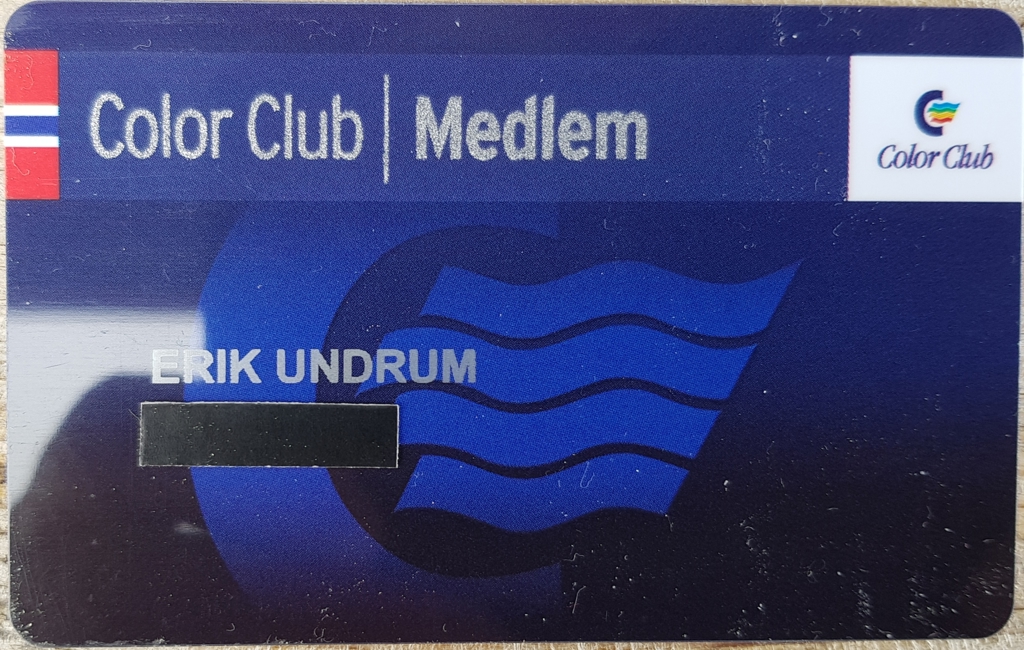 Color Club | Medlem
Color Club
ERIK UNDRUM